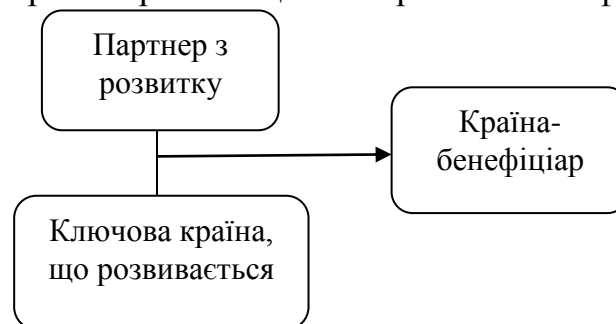 Партнер з
розвитку
Країна-
бенефіціар
Ключова країна,
що розвивається